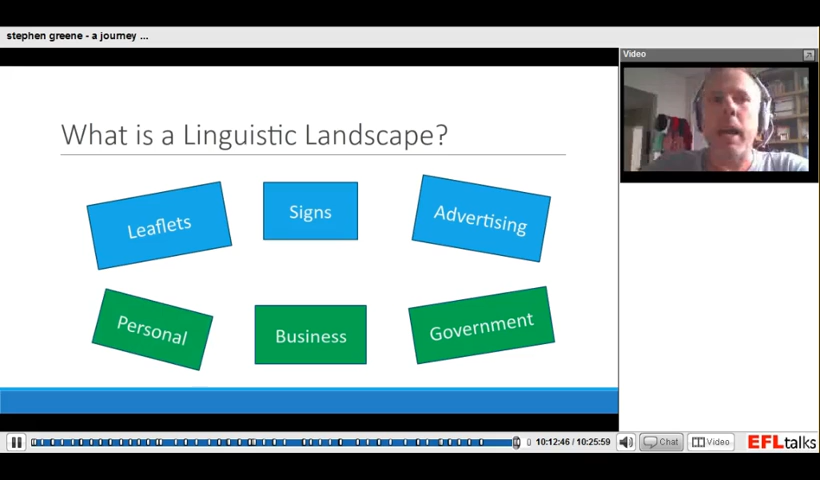 stephen greene - a journey ...
Video
What is a Linguistic Landscape?
Leaflets
Signs
Advertising
Personal
Business
Government
10:12:46 / 10:25:59
Chat
Video
EFLtalks